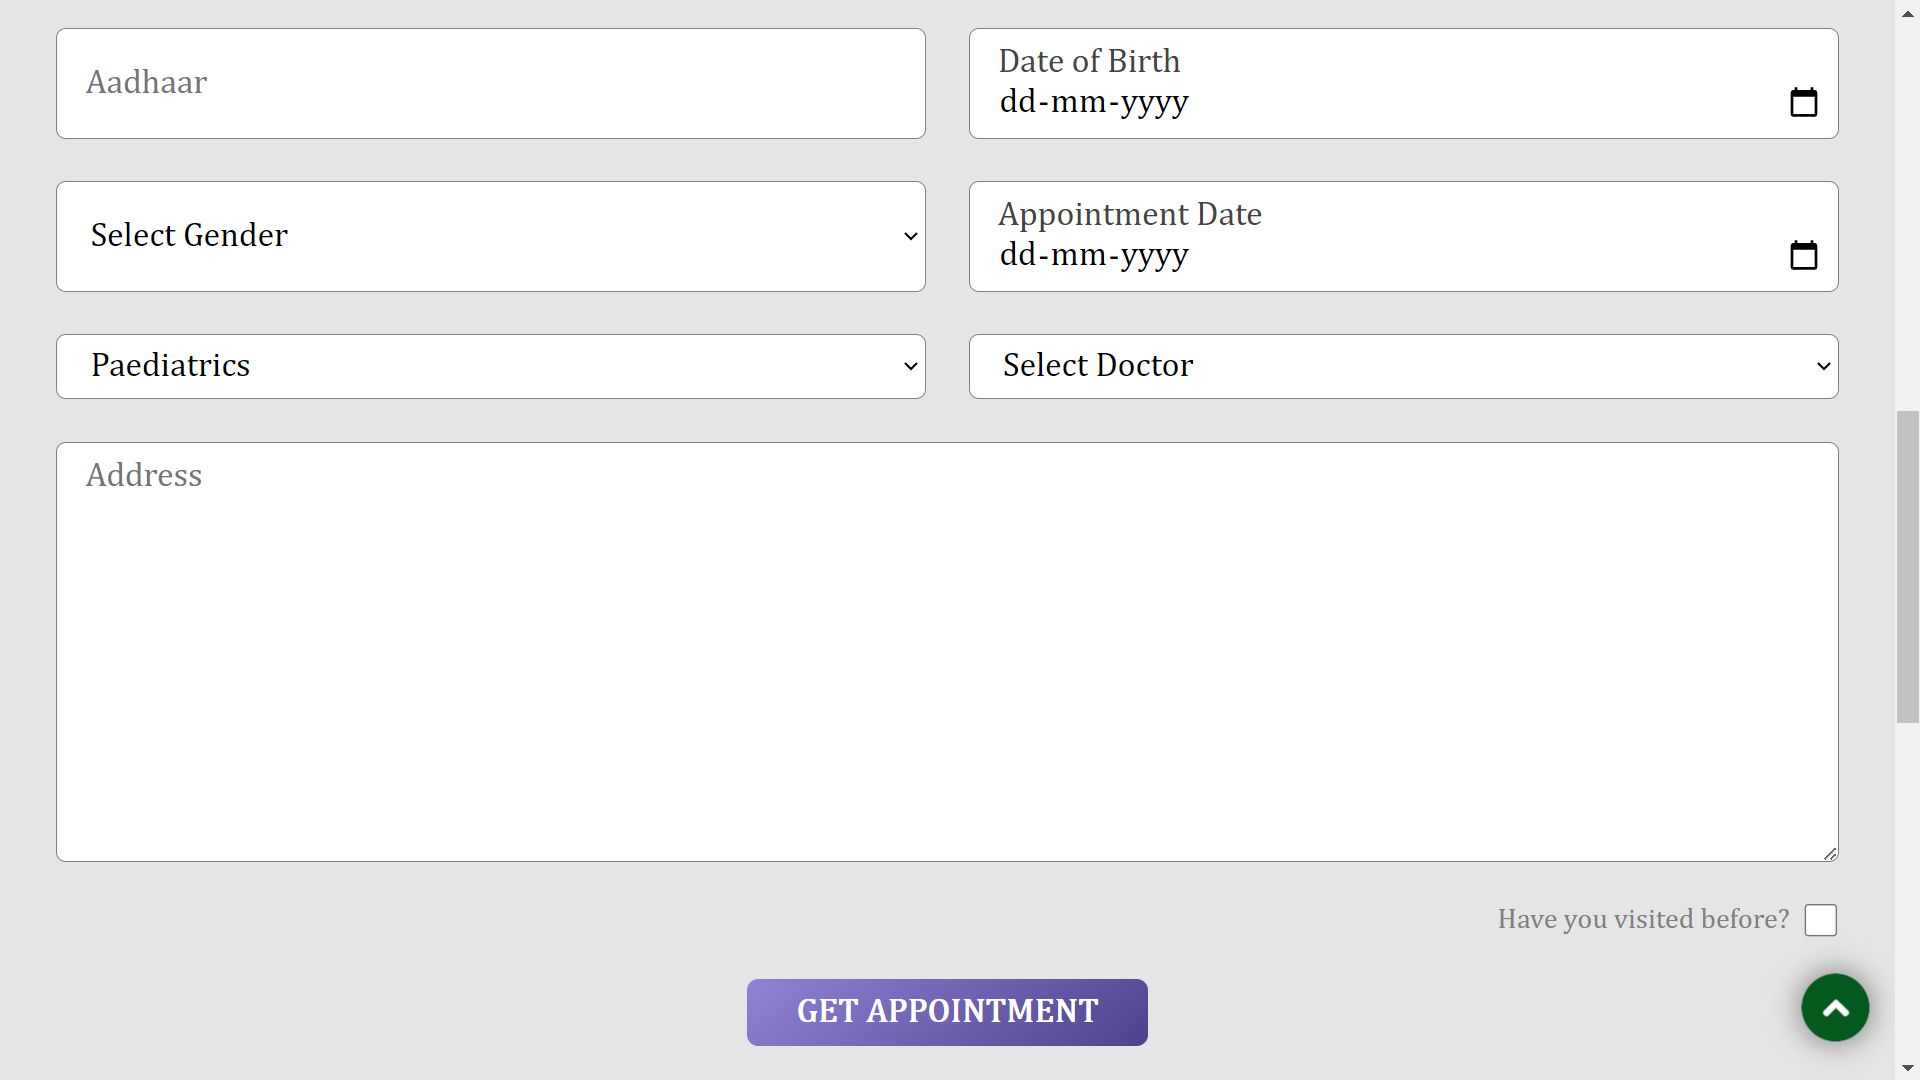 Aadhaar
Date of Birth
dd-mm-yyyy
Select Gender
Appointment Date
dd-mm-yyyy
Paediatrics
Select Doctor
Address
Have you visited before?
GET APPOINTMENT